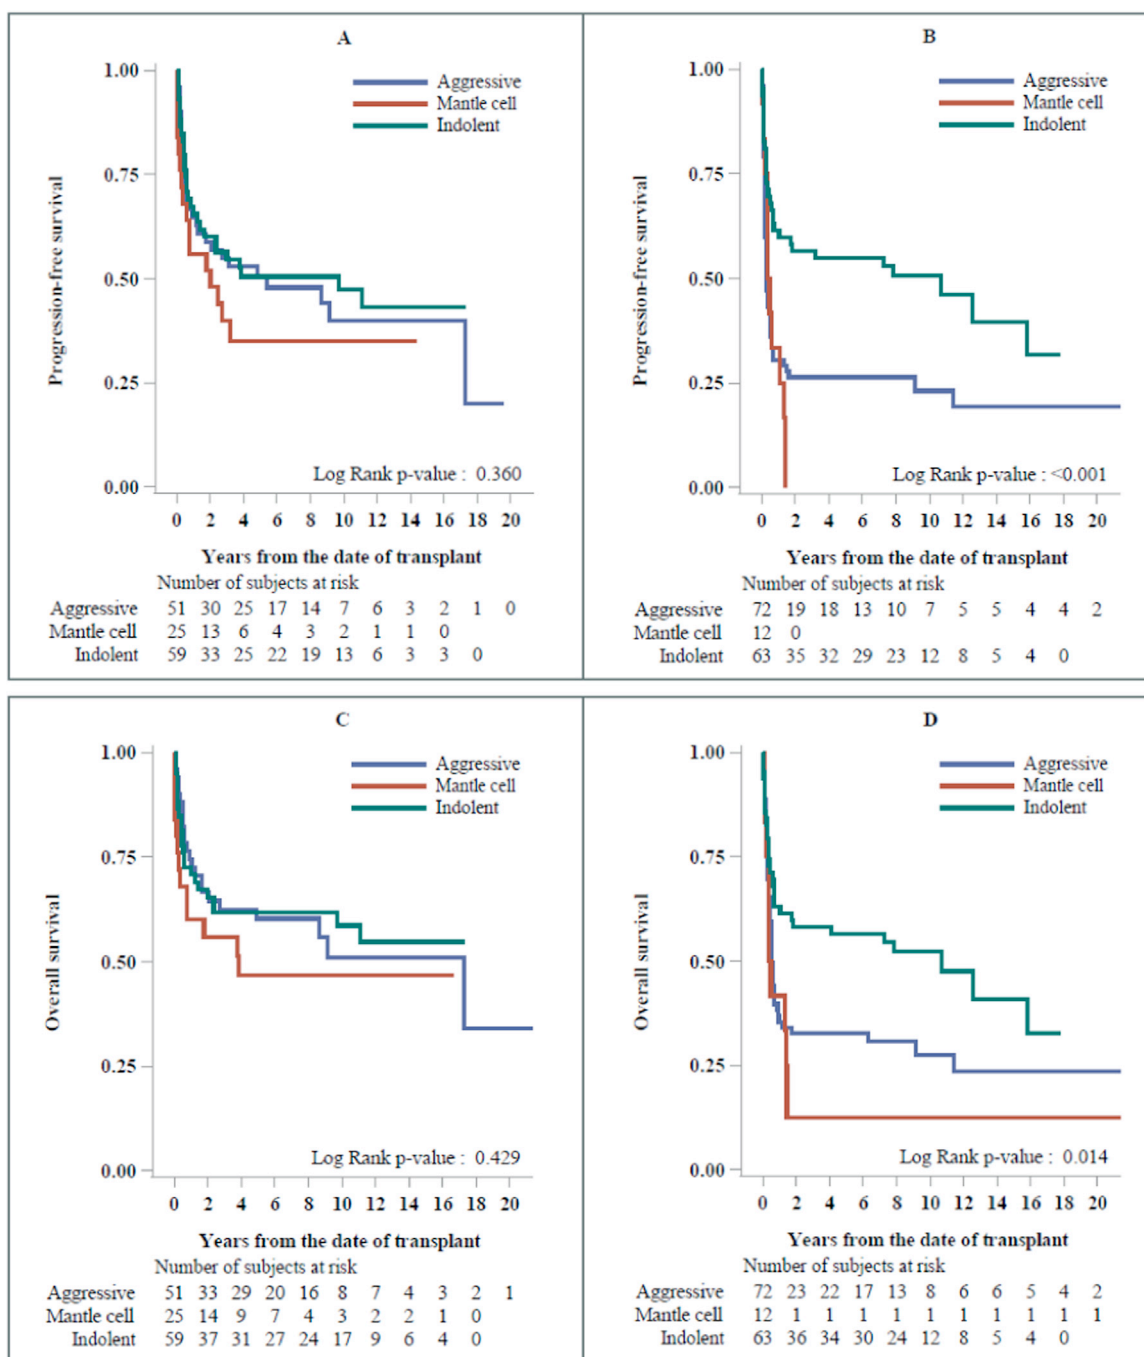 A
1.00
0.75
0.50
0.25
0.00
Progression-free survival
Aggressive
Mantle cell
Indolent
Log Rank p-value : 0.360
0 2 4 6 8 10 12 14 16 18 20
Years from the date of transplant
Number of subjects at risk
Aggressive 51 30 25 17 14 7 6 3 2 1 0
Mantle cell 25 13 6 4 3 2 1 1 0
Indolent 59 33 25 22 19 13 6 3 3 0
B
1.00
0.75
0.50
0.25
0.00
Progression-free survival
Aggressive
Mantle cell
Indolent
Log Rank p-value : <0.001
0 2 4 6 8 10 12 14 16 18 20
Years from the date of transplant
Number of subjects at risk
Aggressive 72 19 18 13 10 7 5 5 4 4 2
Mantle cell 12 0
Indolent 63 35 32 29 23 12 8 5 4 0
C
1.00
0.75
0.50
0.25
0.00
Overall survival
Aggressive
Mantle cell
Indolent
Log Rank p-value : 0.429
0 2 4 6 8 10 12 14 16 18 20
Years from the date of transplant
Number of subjects at risk
Aggressive 51 33 29 20 16 8 7 4 3 2 1
Mantle cell 25 14 9 7 4 3 2 2 1 0
Indolent 59 37 31 27 24 17 9 6 4 0
D
1.00
0.75
0.50
0.25
0.00
Overall survival
Aggressive
Mantle cell
Indolent
Log Rank p-value : 0.014
0 2 4 6 8 10 12 14 16 18 20
Years from the date of transplant
Number of subjects at risk
Aggressive 72 23 22 17 13 8 6 6 5 4 2
Mantle cell 12 1 1 1 1 1 1 1 1 1 1
Indolent 63 36 34 30 24 12 8 5 4 0